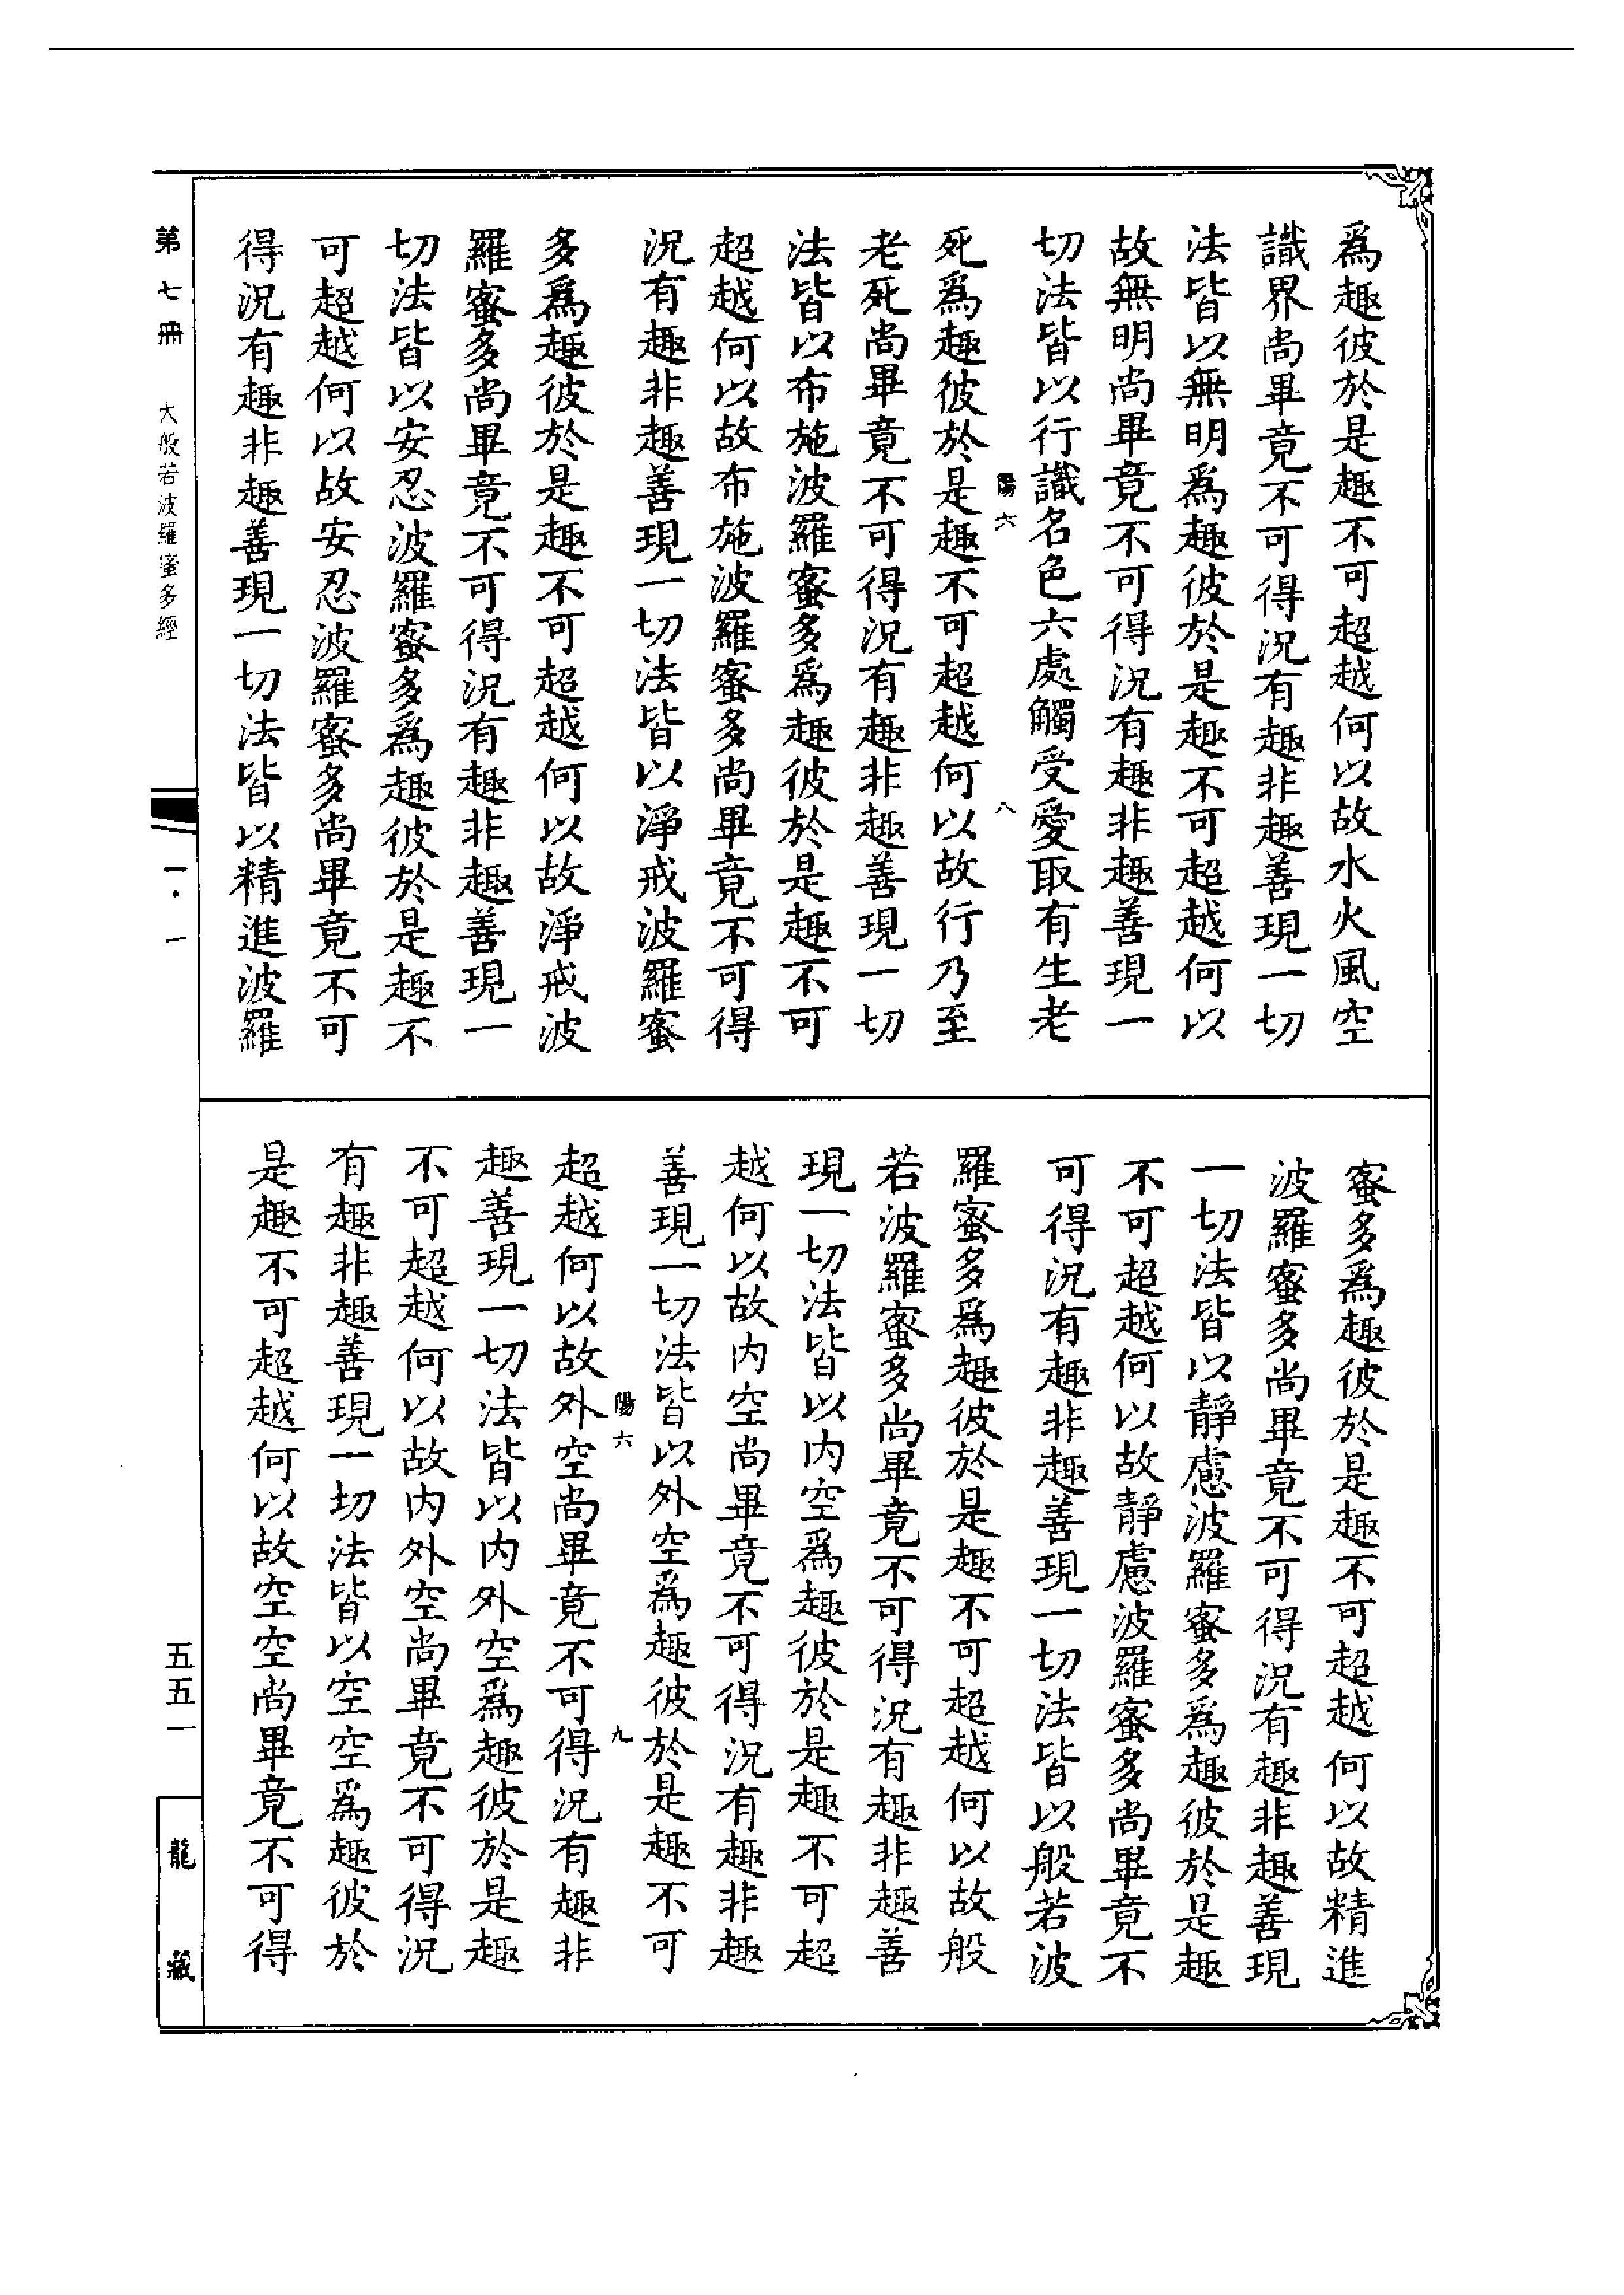 為趣彼於是趣不可超越何以故水火風空
識界尚畢竟不可得況有趣非趣善現一切
法皆以無明為趣彼於是趣不可超越何以
故無明尚畢竟不可得況有趣非趣善現一
切法皆以行識名色六處觸受愛取有生老
陽六 八
死為趣彼於是趣不可超越何以故行乃至
老死尚畢竟不可得況有趣非趣善現一切
法皆以布施波羅蜜多為趣彼於是趣不可
超越何以故布施波羅蜜多尚畢竟不可得
況有趣非趣善現一切法皆以淨戒波羅蜜
多為趣彼於是趣不可超越何以故淨戒波
羅蜜多尚畢竟不可得況有趣非趣善現一
切法皆以安忍波羅蜜多為趣彼於是趣不
可超越何以故安忍波羅蜜多尚畢竟不可
得況有趣非趣善現一切法皆以精進波羅
蜜多為趣彼於是趣不可超越何以故精進
波羅蜜多尚畢竟不可得況有趣非趣善現
一切法皆以靜慮波羅蜜多為趣彼於是趣
不可超越何以故靜慮波羅蜜多尚畢竟不
可得況有趣非趣善現一切法皆以般若波
羅蜜多為趣彼於是趣不可超越何以故般
若波羅蜜多尚畢竟不可得況有趣非趣善
現一切法皆以內空為趣彼於是趣不可超
越何以故內空尚畢竟不可得況有趣非趣
善現一切法皆以外空為趣彼於是趣不可
陽六 九
超越何以故外空尚畢竟不可得況有趣非
趣善現一切法皆以內外空為趣彼於是趣
不可超越何以故內外空尚畢竟不可得況
有趣非趣善現一切法皆以空空為趣彼於
是趣不可超越何以故空空尚畢竟不可得
第七冊 大般若波羅蜜多經 一·一 五五一 龍藏